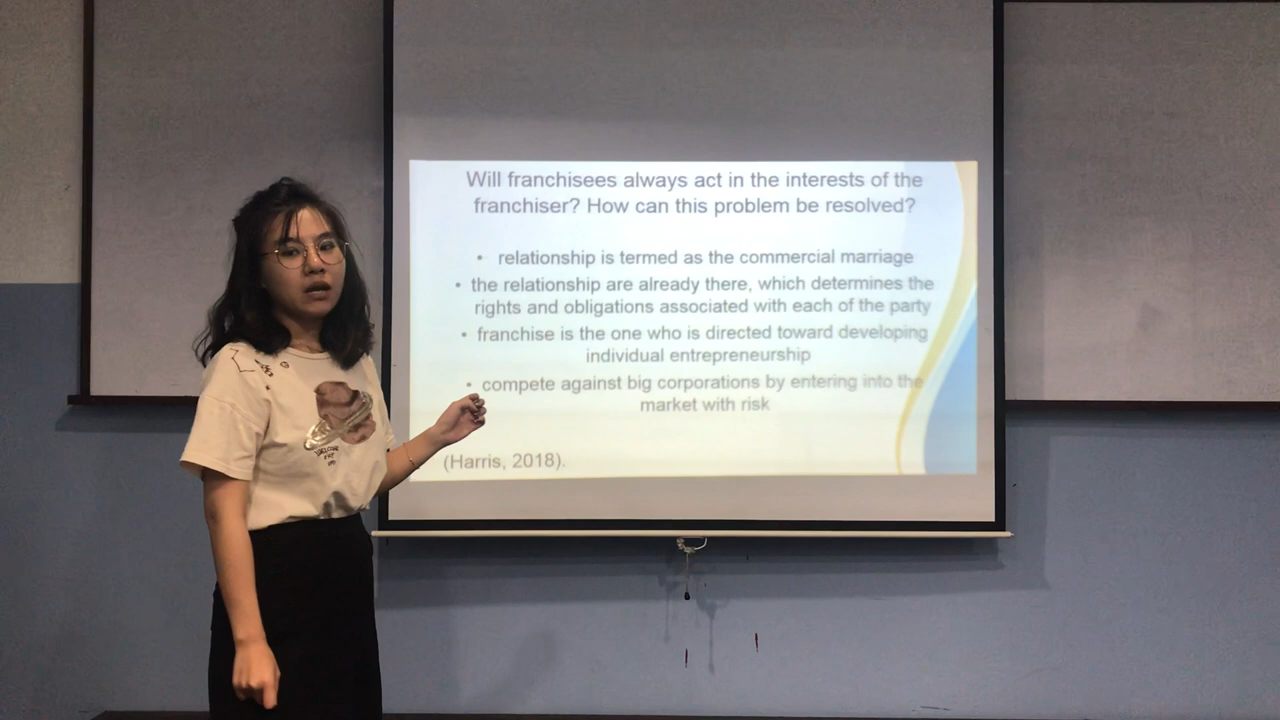 Will franchisees always act in the interests of the
franchiser? How can this problem be resolved?
• relationship is termed as the commercial marriage
• the relationship are already there, which determines the
rights and obligations associated with each of the party
• franchise is the one who is directed toward developing
individual entrepreneurship
• compete against big corporations by entering into the
market with risk
(Harris, 2018).